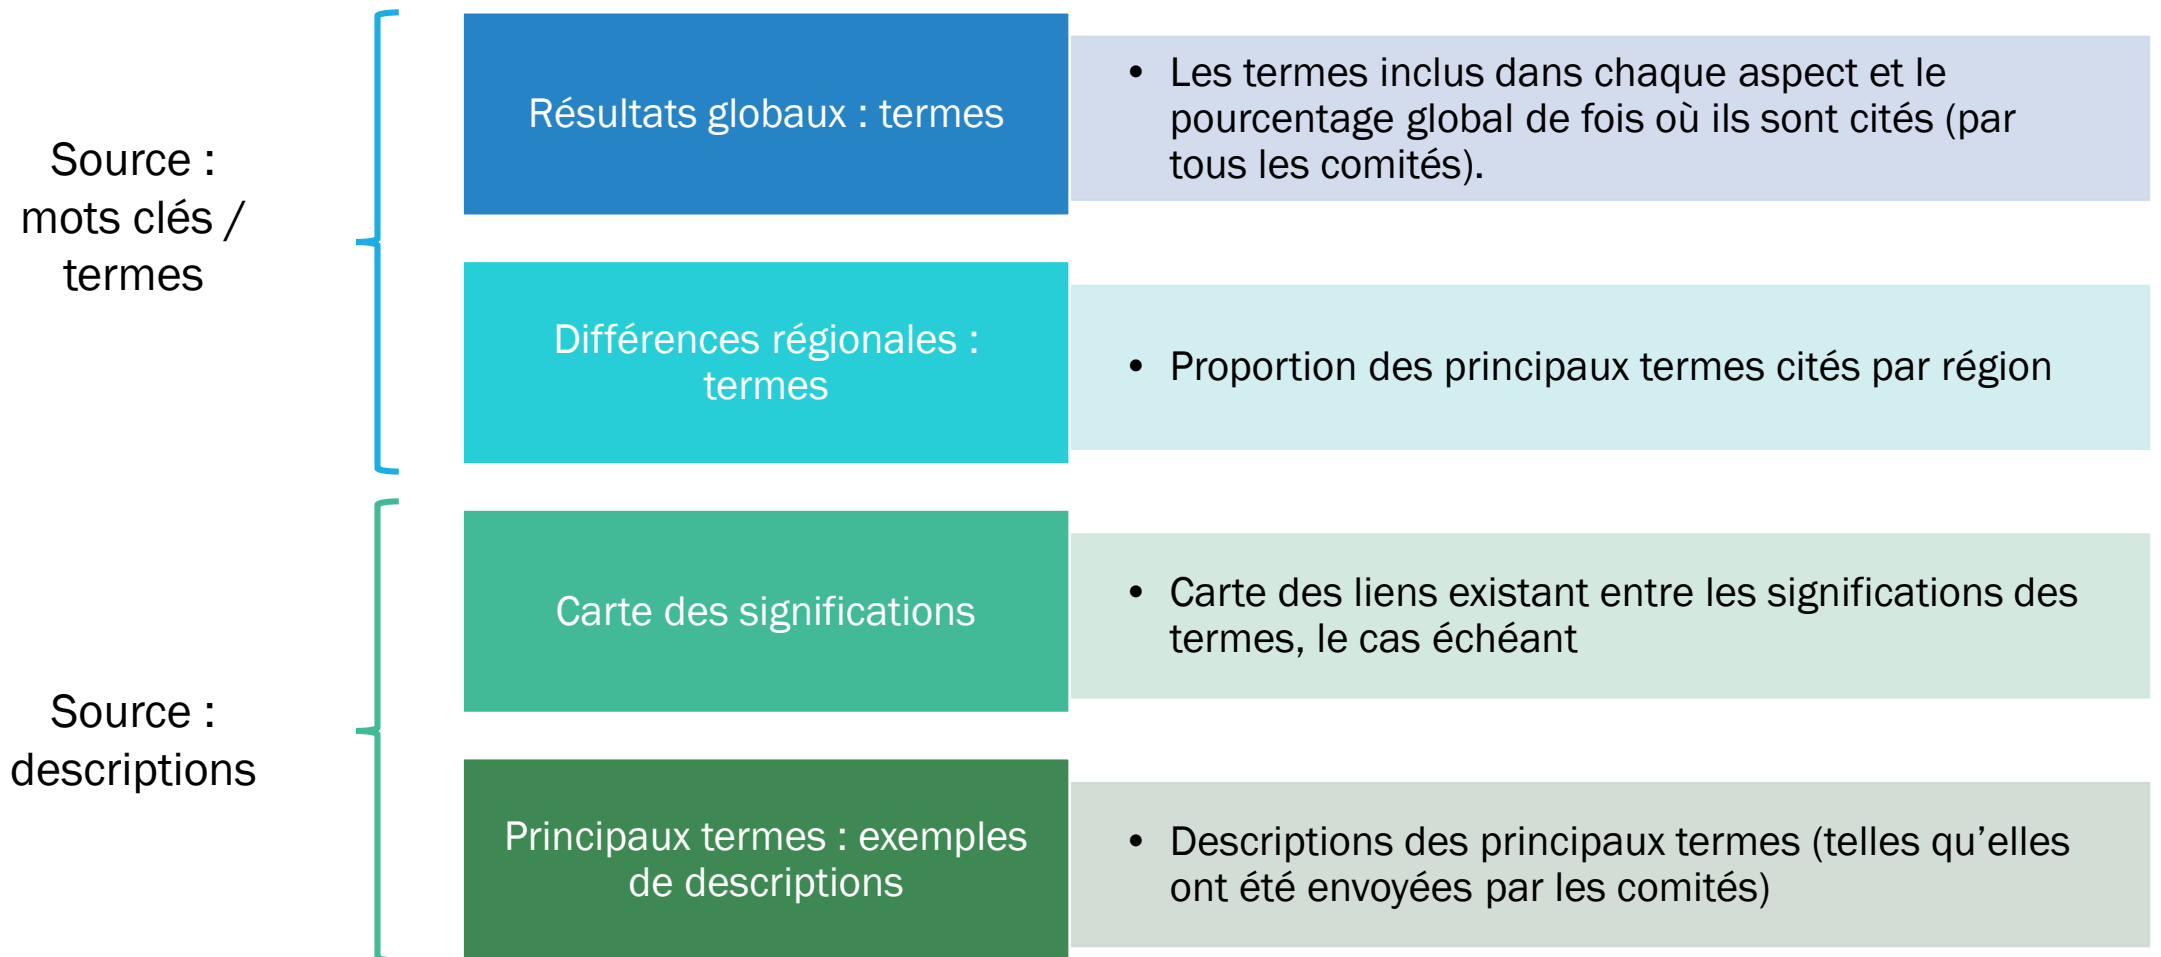 Source :
mots clés /
termes
Résultats globaux : termes
• Les termes inclus dans chaque aspect et le
pourcentage global de fois où ils sont cités (par
tous les comités).
Différences régionales :
termes
• Proportion des principaux termes cités par région
Source :
descriptions
Carte des significations
• Carte des liens existant entre les significations des
termes, le cas échéant
Principaux termes : exemples
de descriptions
• Descriptions des principaux termes (telles qu’elles
ont été envoyées par les comités)